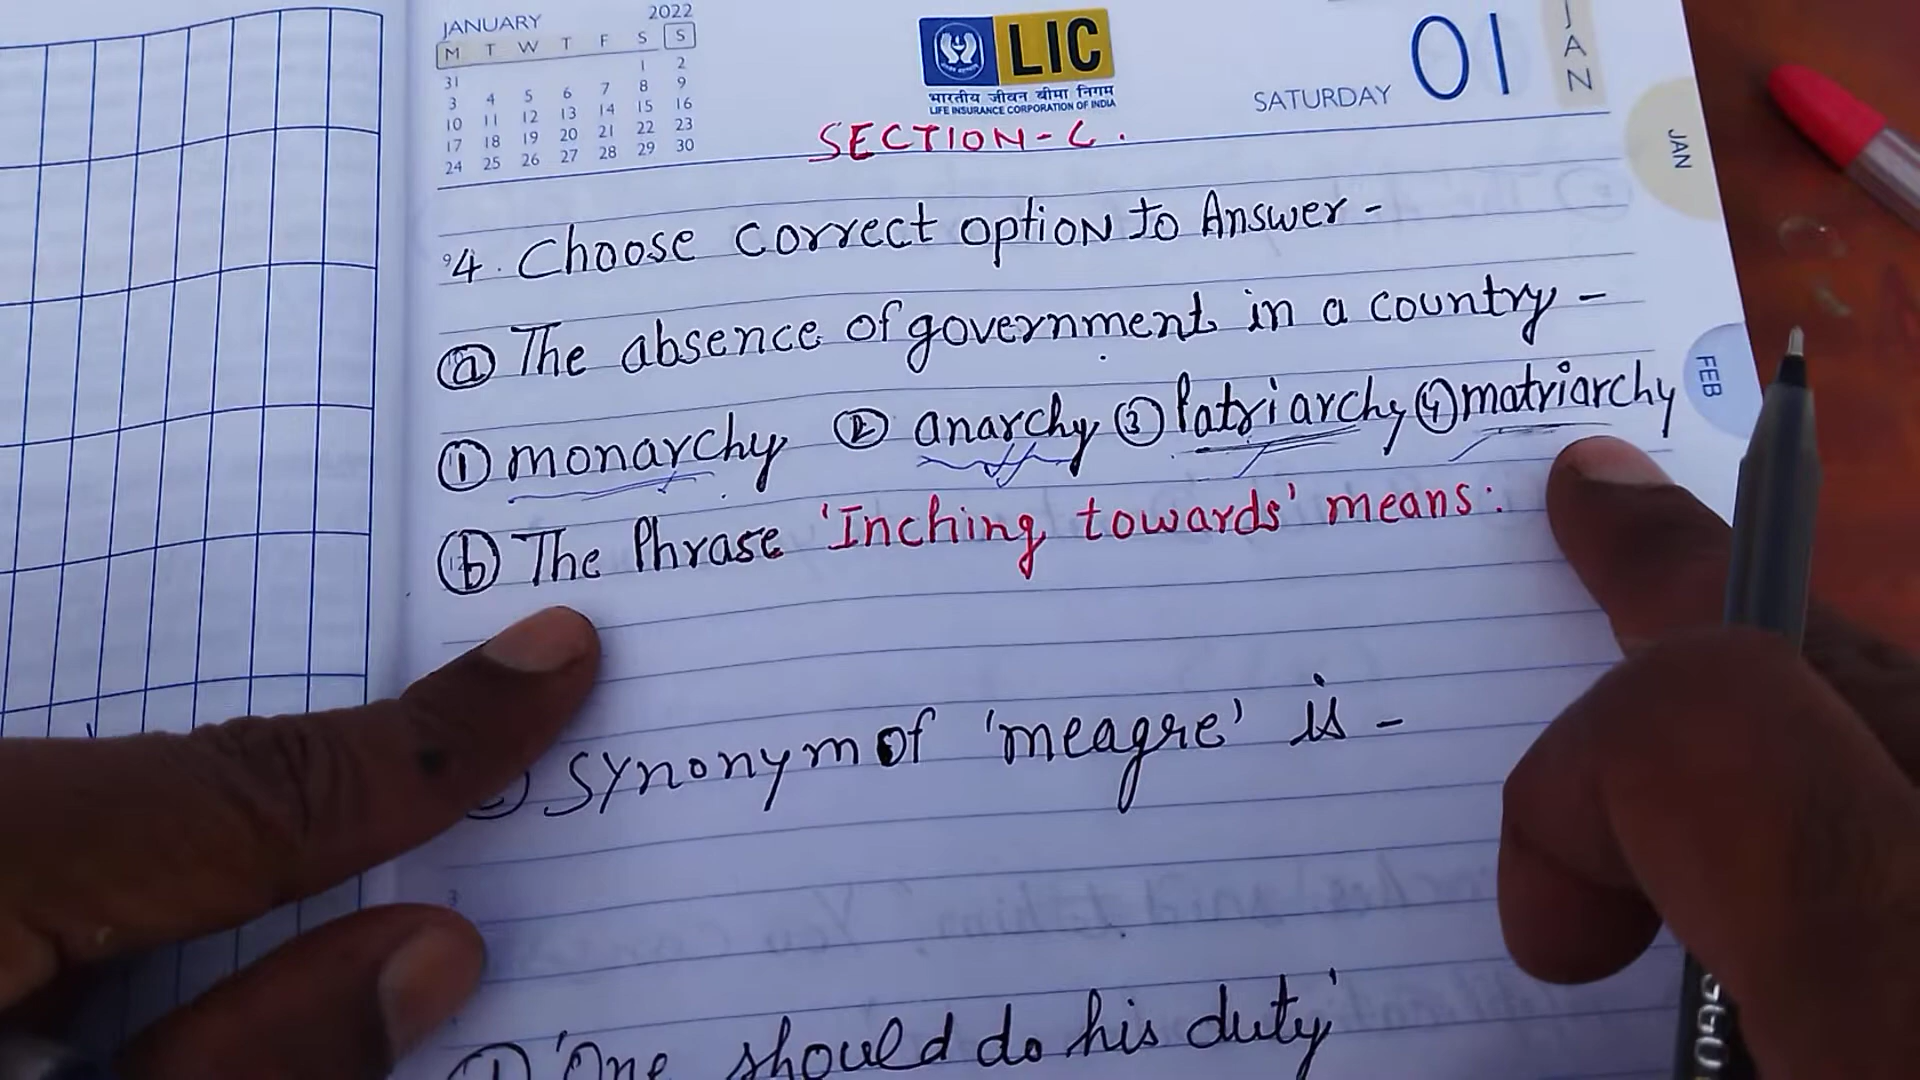 JANUARY 2022
M T W T F S S
31 1 2
3 4 5 6 7 8 9
10 11 12 13 14 15 16
17 18 19 20 21 22 23
24 25 26 27 28 29 30
LIC
भारतीय जीवन बीमा निगम
LIFE INSURANCE CORPORATION OF INDIA
SATURDAY 01
JAN
JAN
FEB
SECTION-C.
4. Choose correct option to Answer-
(a) The absence of government in a country-
(1) monarchy (2) anarchy (3) Patriarchy (4) matriarchy
(b) The Phrase 'Inching towards' means:
Synonym of 'meagre' is-
'One should do his duty'